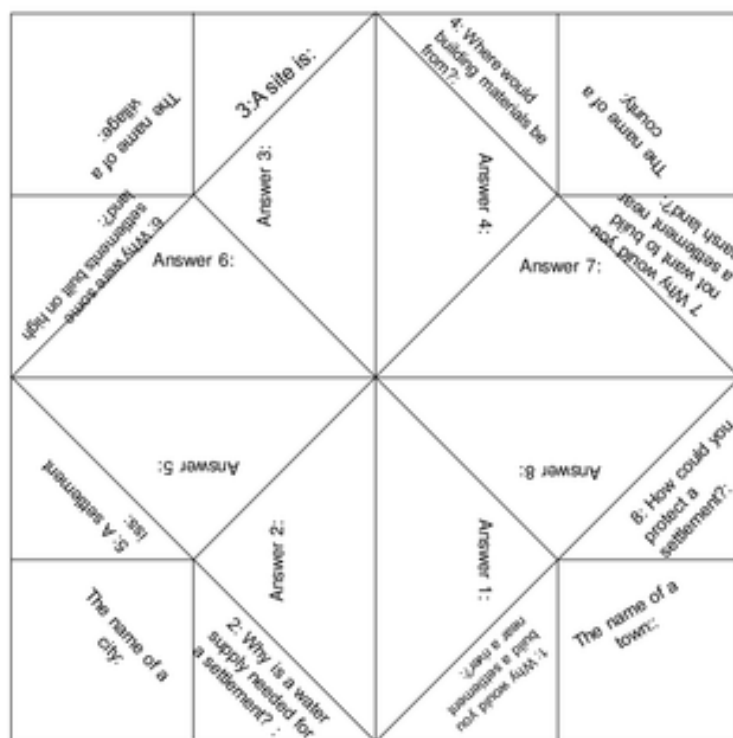 The name of a
village:
3:A site is:
4: Where would
building materials be
from?:
The name of a
county:
6: Why were some
settlements built on high
land?:
Answer 6:
Answer 3:
Answer 4:
Answer 7:
7 Why would you
not want to build
a settlement near
marsh land?:
5: A settlement
iss:
Answer 5:
Answer 2:
Answer 1:
Answer 8:
8: How could you
protect a
settlement?:.
The name of a
city:
2: Why is a water
supply needed for
a settlement? :
1: Why would you
build a settlement
near a river?:
The name of a
town::